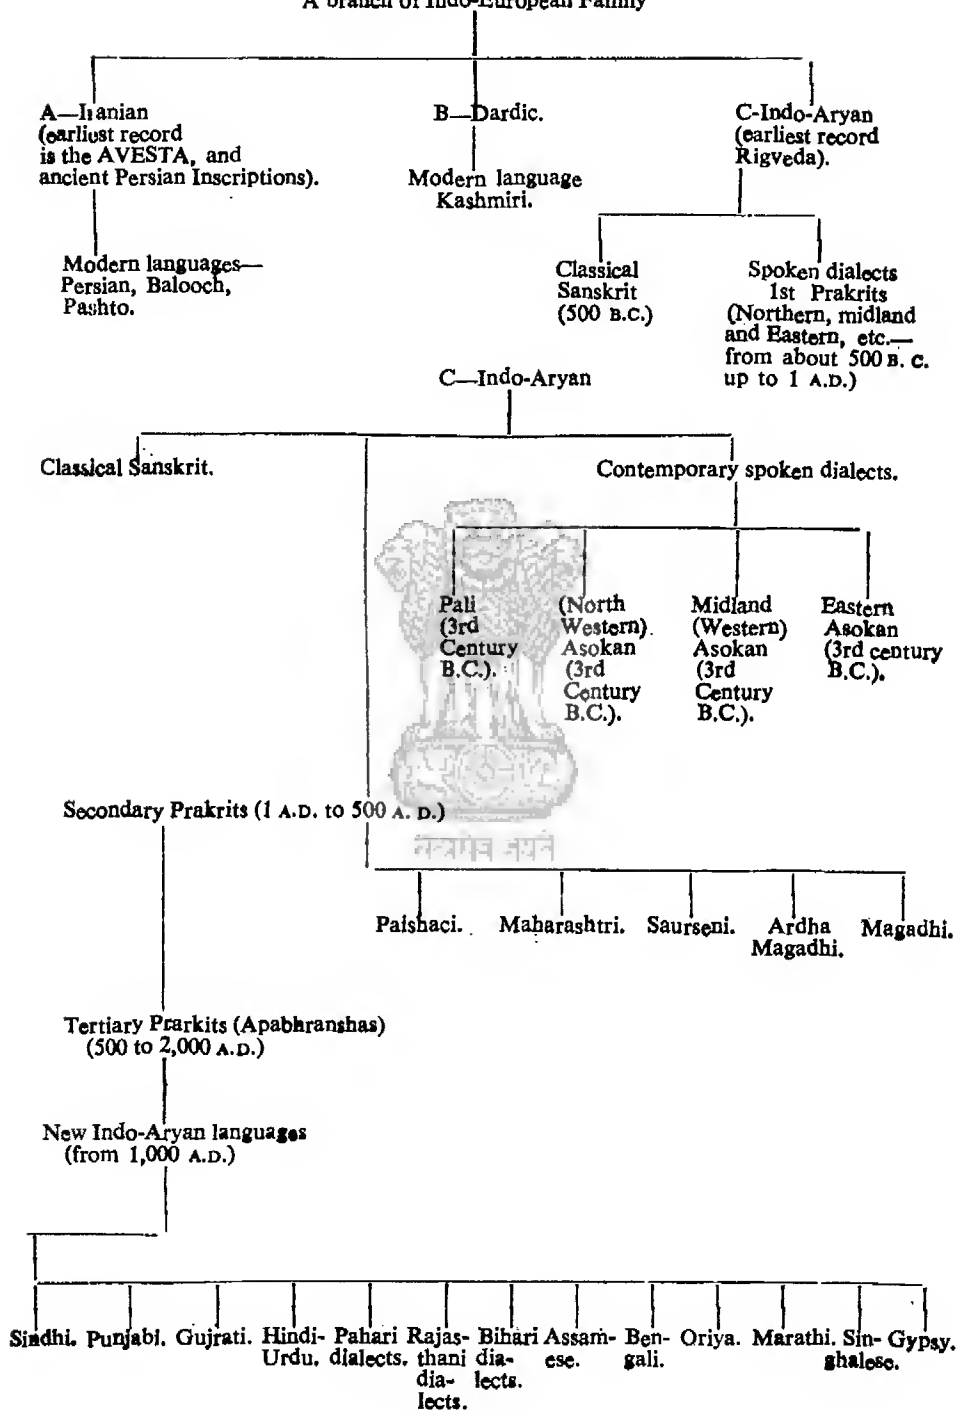 A branch of Indo-European Family
A—Iranian
(earliest record
is the AVESTA, and
ancient Persian Inscriptions).
B—Dardic.
C-Indo-Aryan
(earliest record
Rigveda).
Modern language
Kashmiri.
Modern languages—
Persian, Balooch,
Pashto.
Classical
Sanskrit
(500 B.C.)
Spoken dialects
1st Prakrits
(Northern, midland
and Eastern, etc.—
from about 500 B. C.
up to 1 A.D.)
C—Indo-Aryan
Classical Sanskrit.
Contemporary spoken dialects.
Pali
(3rd
Century
B.C.).
(North
Western).
Asokan
(3rd
Century
B.C.).
Midland
(Western)
Asokan
(3rd
Century
B.C.).
Eastern
Asokan
(3rd century
B.C.).
Secondary Prakrits (1 A.D. to 500 A. D.)
सत्यमेव जयते
Paishaci.
Maharashtri.
Saurseni.
Ardha
Magadhi.
Magadhi.
Tertiary Prarkits (Apabhranshas)
(500 to 2,000 A.D.)
New Indo-Aryan languages
(from 1,000 A.D.)
Sindhi.
Punjabi.
Gujrati.
Hindi-
Urdu.
Pahari
dialects.
Rajas-
thani
dia-
lects.
Bihari
dia-
lects.
Assam-
ese.
Ben-
gali.
Oriya.
Marathi.
Sin-
ghalese.
Gypsy.